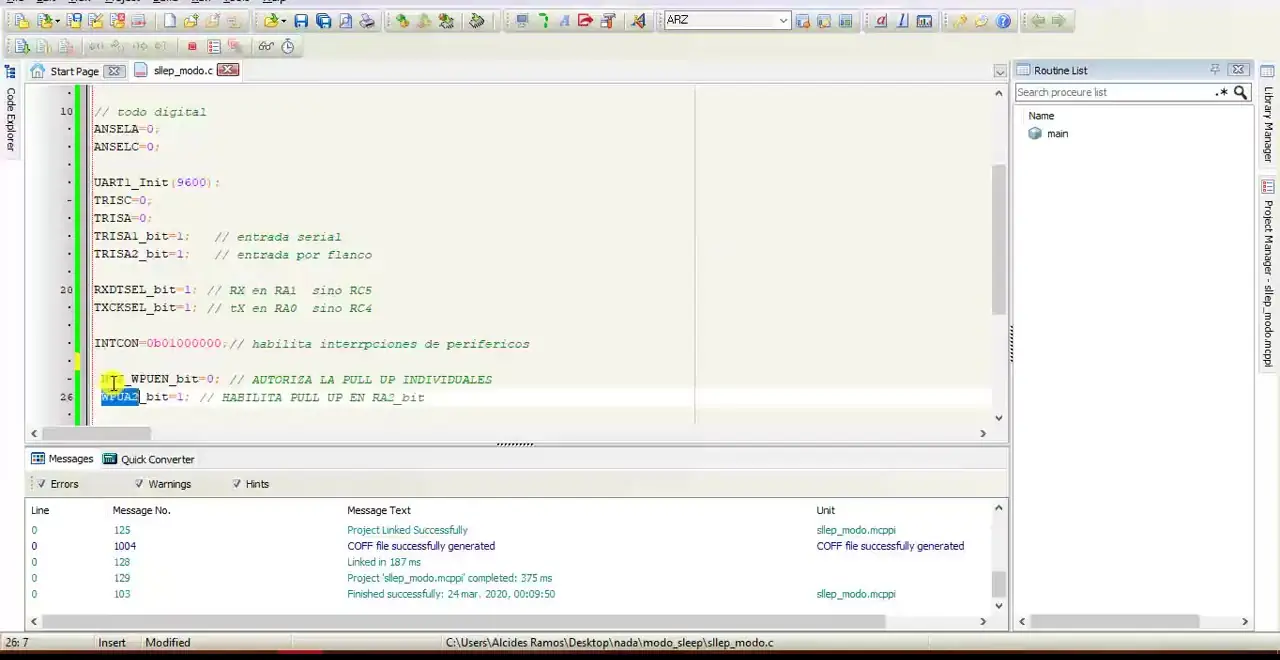 ARZ
Start Page
sllep_modo.c
Code Explorer
10 // todo digital
ANSELA=0;
ANSELC=0;
UART1_Init(9600);
TRISC=0;
TRISA=0;
TRISA1_bit=1; // entrada serial
TRISA2_bit=1; // entrada por flanco
20 RXDTSEL_bit=1; // RX en RA1 sino RC5
TXCKSEL_bit=1; // tX en RA0 sino RC4
INTCON=0b01000000;// habilita interrpciones de perifericos
_WPUEN_bit=0; // AUTORIZA LA PULL UP INDIVIDUALES
26 WPUA2_bit=1; // HABILITA PULL UP EN RA2_bit
Routine List
Search proceure list
.*
Name
main
Library Manager
Project Manager - sllep_modo.mcppi
Messages Quick Converter
Errors Warnings Hints
Line Message No. Message Text Unit
0 125 Project Linked Successfully sllep_modo.mcppi
0 1004 COFF file successfully generated COFF file successfully generated
0 128 Linked in 187 ms
0 129 Project 'sllep_modo.mcppi' completed: 375 ms
0 103 Finished successfully: 24 mar. 2020, 00:09:50 sllep_modo.mcppi
26: 7 Insert Modified C:\Users\Alcides Ramos\Desktop\nada\modo_sleep\sllep_modo.c